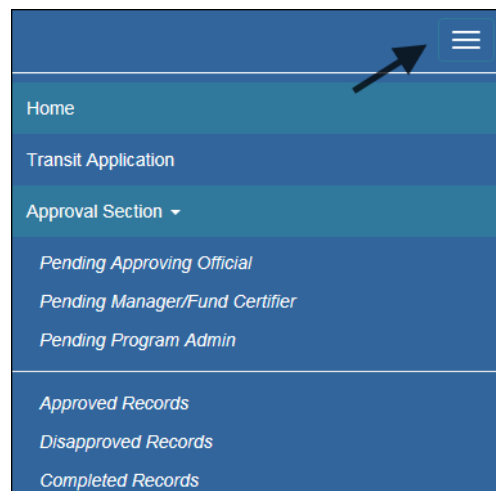 Home
Transit Application
Approval Section
Pending Approving Official
Pending Manager/Fund Certifier
Pending Program Admin
Approved Records
Disapproved Records
Completed Records